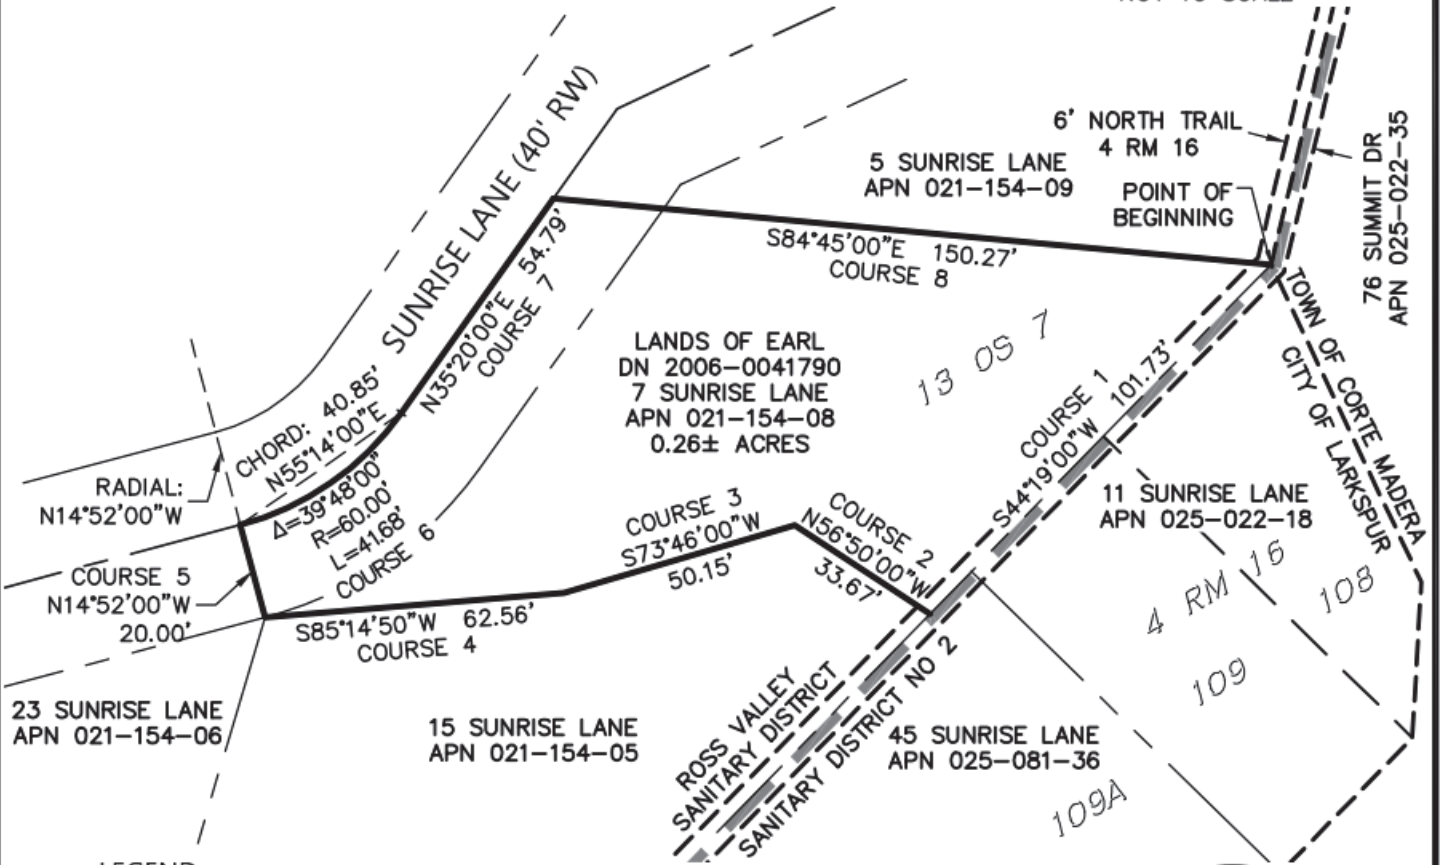 SUNRISE LANE (40' RW)
6' NORTH TRAIL
4 RM 16
5 SUNRISE LANE
APN 021-154-09
POINT OF
BEGINNING
76 SUMMIT DR
APN 025-022-35
S84°45'00"E 150.27'
COURSE 8
N35°20'00"E 54.79'
COURSE 7
LANDS OF EARL
DN 2006-0041790
7 SUNRISE LANE
APN 021-154-08
0.26± ACRES
13 OS 7
TOWN OF CORTE MADERA
CITY OF LARKSPUR
COURSE 1
S44°19'00"W 101.73'
CHORD: 40.85'
N55°14'00"E
RADIAL:
N14°52'00"W
Δ=39°48'00"
R=60.00'
L=41.68'
COURSE 6
COURSE 3
S73°46'00"W
50.15'
COURSE 2
N56°50'00"W
33.67'
11 SUNRISE LANE
APN 025-022-18
4 RM 16
108
109
COURSE 5
N14°52'00"W
20.00'
S85°14'50"W 62.56'
COURSE 4
23 SUNRISE LANE
APN 021-154-06
15 SUNRISE LANE
APN 021-154-05
ROSS VALLEY
SANITARY DISTRICT
SANITARY DISTRICT NO 2
45 SUNRISE LANE
APN 025-081-36
109A